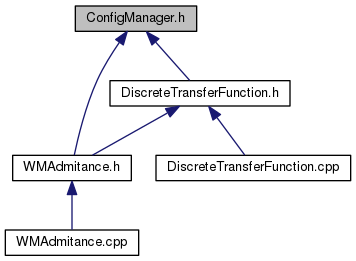 ConfigManager.h
DiscreteTransferFunction.h
WMAdmitance.h
DiscreteTransferFunction.cpp
WMAdmitance.cpp